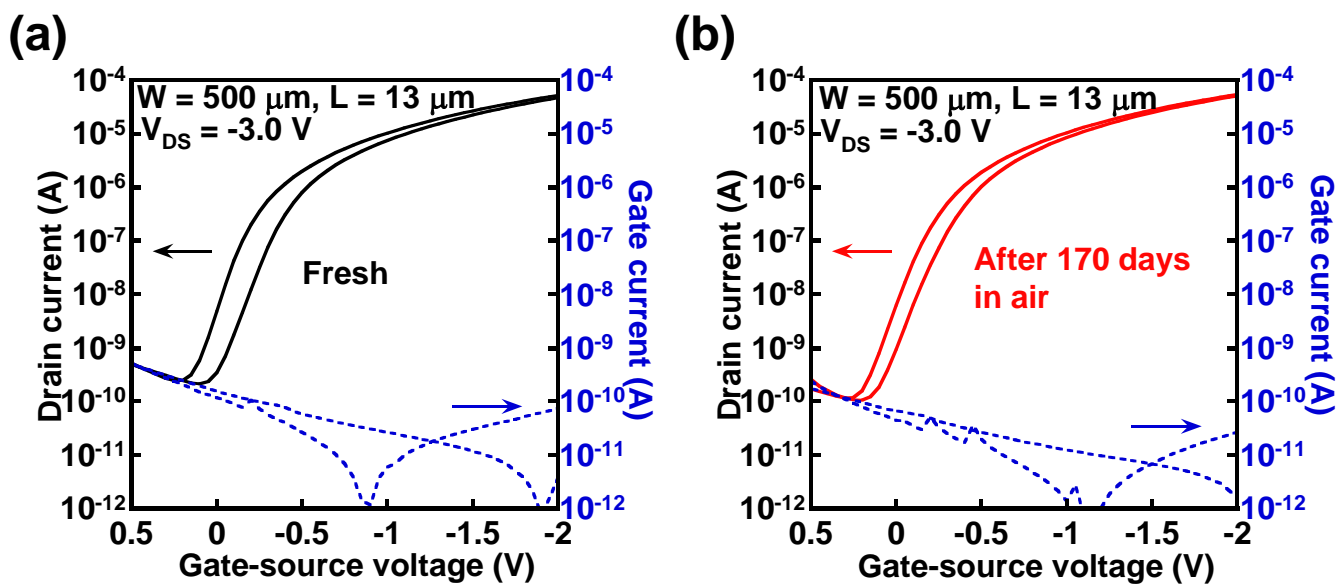 (a)
W = 500 μm, L = 13 μm
V_DS = -3.0 V
Fresh
Drain current (A)
10^-4
10^-5
10^-6
10^-7
10^-8
10^-9
10^-10
10^-11
10^-12
0.5 0 -0.5 -1 -1.5 -2
Gate-source voltage (V)
10^-4
10^-5
10^-6
10^-7
10^-8
10^-9
10^-10
10^-11
10^-12
Gate current (A)
(b)
W = 500 μm, L = 13 μm
V_DS = -3.0 V
After 170 days
in air
Drain current (A)
10^-4
10^-5
10^-6
10^-7
10^-8
10^-9
10^-10
10^-11
10^-12
0.5 0 -0.5 -1 -1.5 -2
Gate-source voltage (V)
10^-4
10^-5
10^-6
10^-7
10^-8
10^-9
10^-10
10^-11
10^-12
Gate current (A)